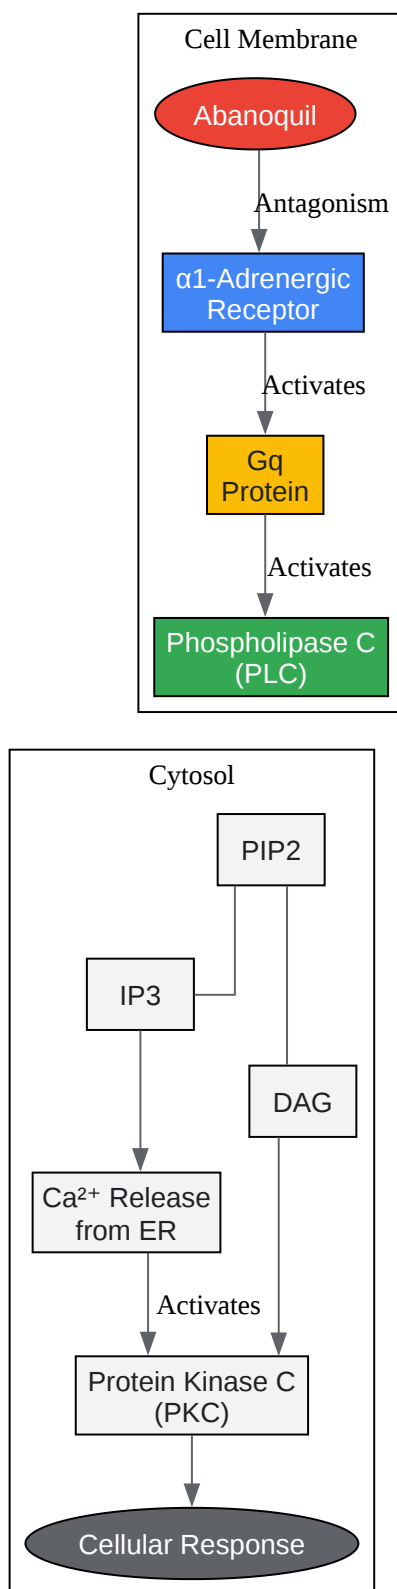 Cell Membrane
Abanoquil
Antagonism
α1-Adrenergic
Receptor
Activates
Gq
Protein
Activates
Phospholipase C
(PLC)
Cytosol
PIP2
IP3
DAG
Ca²⁺ Release
from ER
Activates
Protein Kinase C
(PKC)
Cellular Response